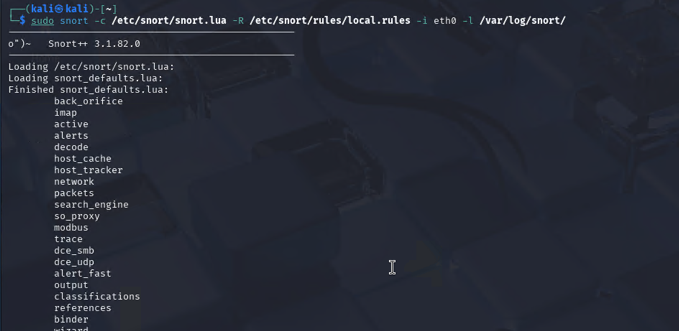 ┌──(kali㉿kali)-[~]
└─$ sudo snort -c /etc/snort/snort.lua -R /etc/snort/rules/local.rules -i eth0 -l /var/log/snort/
o")~   Snort++ 3.1.82.0
Loading /etc/snort/snort.lua:
Loading snort_defaults.lua:
Finished snort_defaults.lua:
back_orifice
imap
active
alerts
decode
host_cache
host_tracker
network
packets
search_engine
so_proxy
modbus
trace
dce_smb
dce_udp
alert_fast
output
classifications
references
binder
wizard